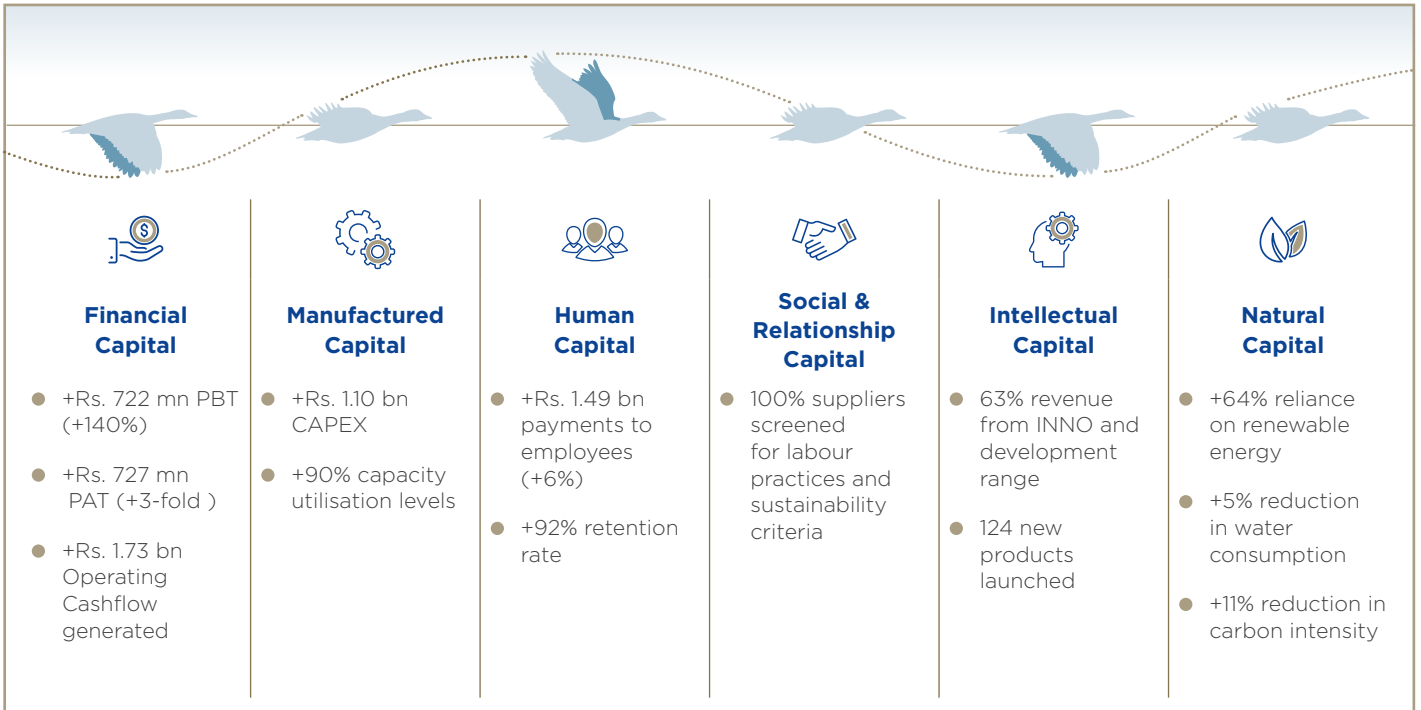 $
Financial
Capital
+Rs. 722 mn PBT
(+140%)
+Rs. 727 mn
PAT (+3-fold )
+Rs. 1.73 bn
Operating
Cashflow
generated
Manufactured
Capital
+Rs. 1.10 bn
CAPEX
+90% capacity
utilisation levels
Human
Capital
+Rs. 1.49 bn
payments to
employees
(+6%)
+92% retention
rate
Social &
Relationship
Capital
100% suppliers
screened
for labour
practices and
sustainability
criteria
Intellectual
Capital
63% revenue
from INNO and
development
range
124 new
products
launched
Natural
Capital
+64% reliance
on renewable
energy
+5% reduction
in water
consumption
+11% reduction in
carbon intensity